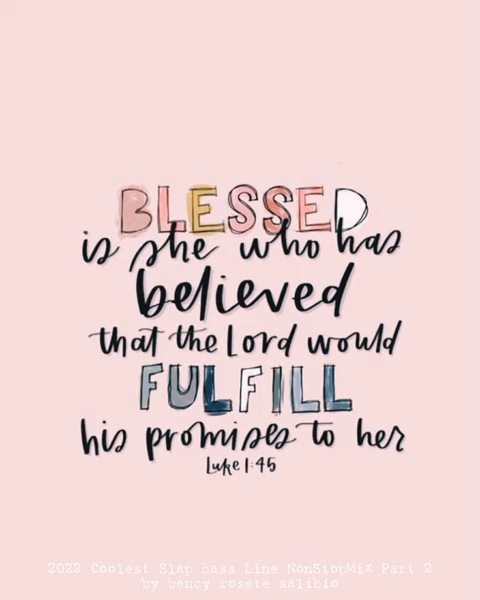 BLESSED
is she who has
believed
that the Lord would
FULFILL
his promises to her
Luke 1:45
2022 Coolest Slap Bass Line NonStopMix Part 2
by bency rosete salibio